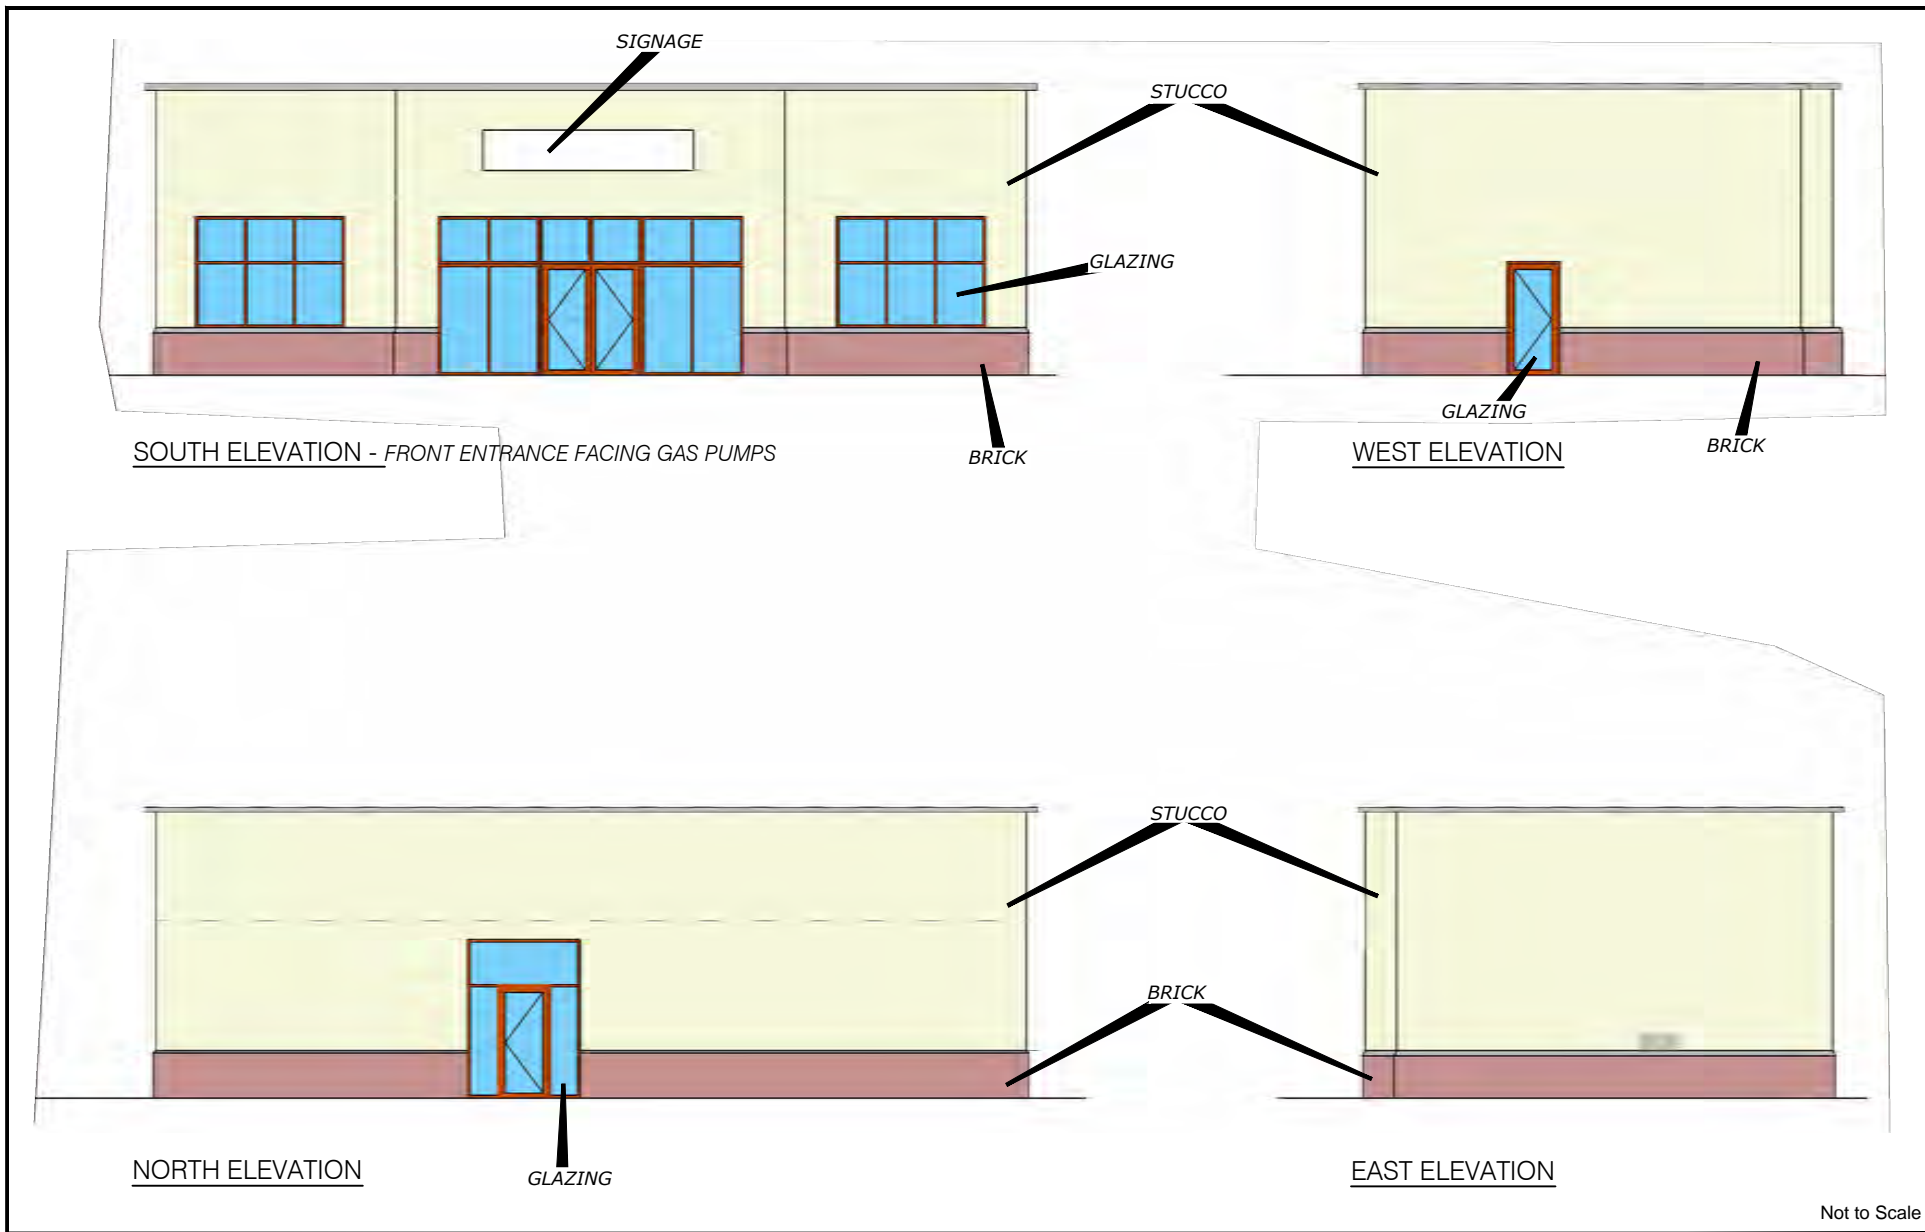 SIGNAGE
STUCCO
GLAZING
GLAZING
SOUTH ELEVATION - FRONT ENTRANCE FACING GAS PUMPS
BRICK
WEST ELEVATION
BRICK
STUCCO
BRICK
NORTH ELEVATION
GLAZING
EAST ELEVATION
Not to Scale